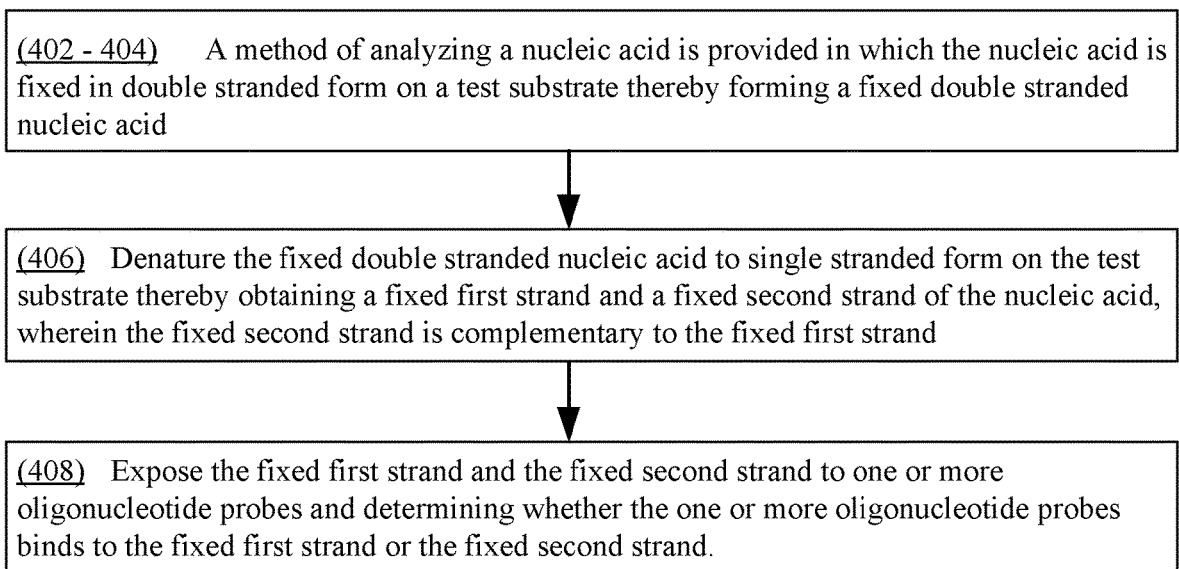 (402 - 404) A method of analyzing a nucleic acid is provided in which the nucleic acid is
fixed in double stranded form on a test substrate thereby forming a fixed double stranded
nucleic acid
(406) Denature the fixed double stranded nucleic acid to single stranded form on the test
substrate thereby obtaining a fixed first strand and a fixed second strand of the nucleic acid,
wherein the fixed second strand is complementary to the fixed first strand
(408) Expose the fixed first strand and the fixed second strand to one or more
oligonucleotide probes and determining whether the one or more oligonucleotide probes
binds to the fixed first strand or the fixed second strand.